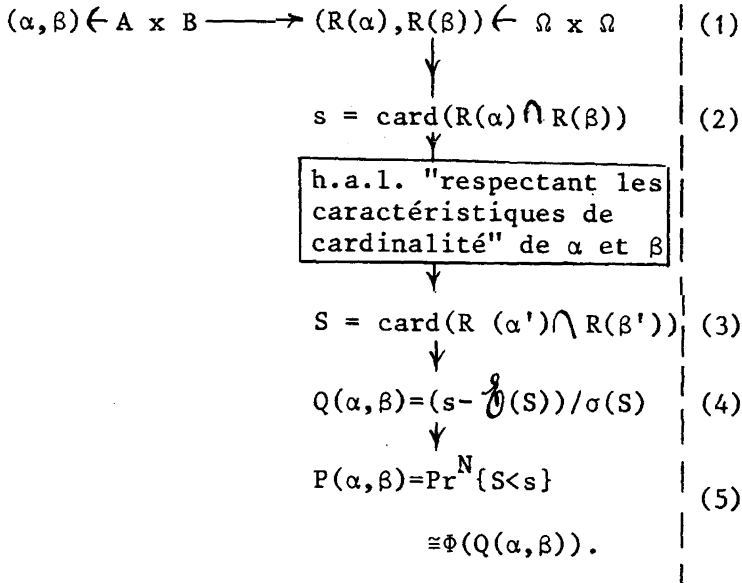 (α,β)∈ A x B ⟶ (R(α),R(β))∈ Ω x Ω (1)
s = card(R(α)∩R(β)) (2)
h.a.l. "respectant les
caractéristiques de
cardinalité" de α et β
S = card(R (α')∩R(β')) (3)
Q(α,β)=(s- (S))/σ(S) (4)
P(α,β)=Pr^N{S<s} (5)
≅Φ(Q(α,β)).